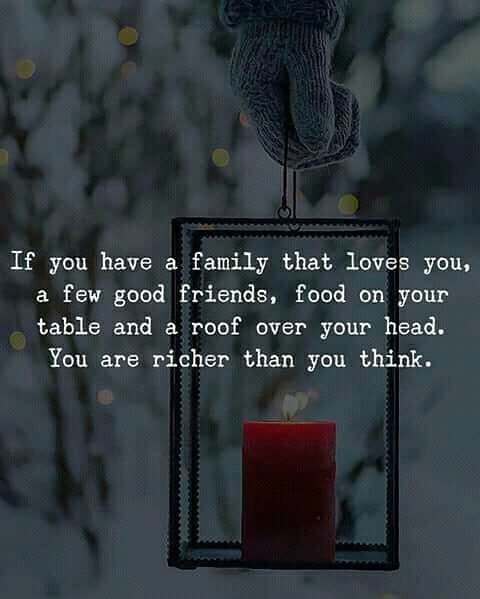 If you have a family that loves you,
a few good friends, food on your
table and a roof over your head.
You are richer than you think.